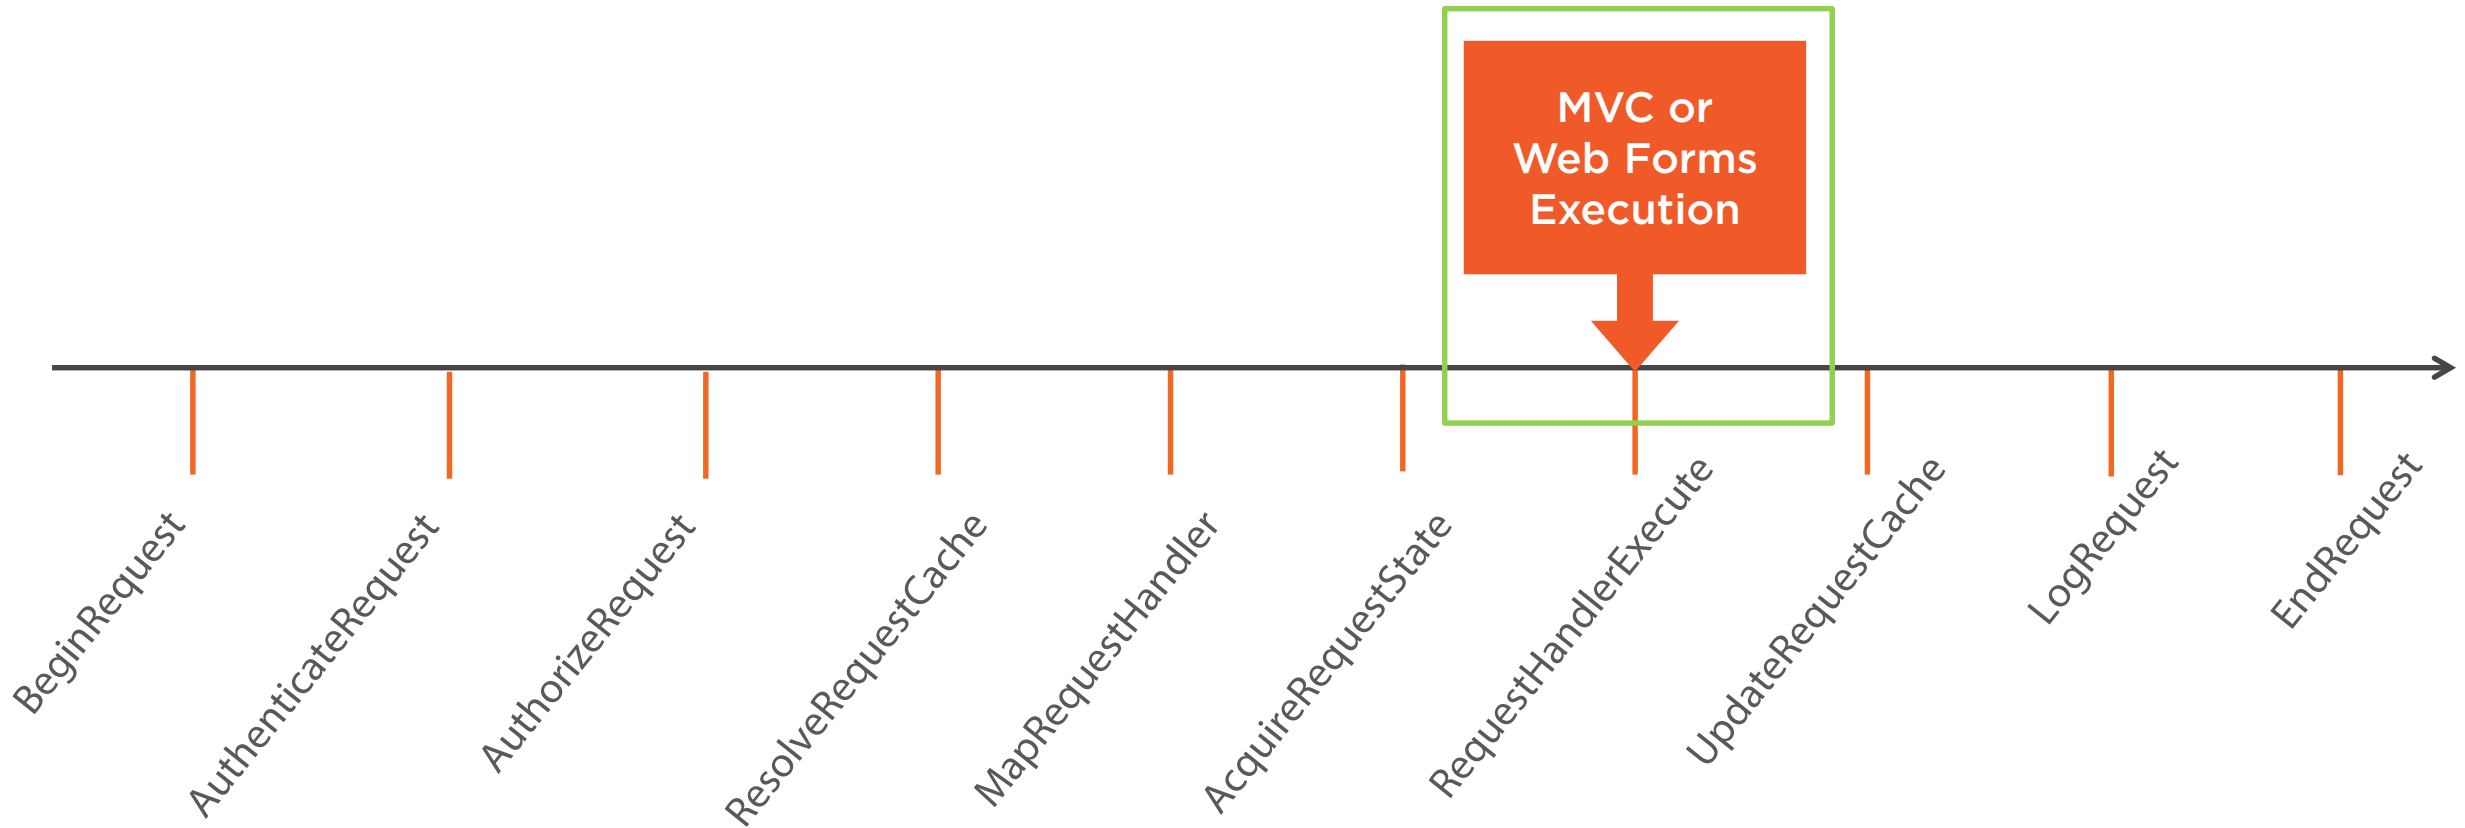 MVC or
Web Forms
Execution
BeginRequest
AuthenticateRequest
AuthorizeRequest
ResolveRequestCache
MapRequestHandler
AcquireRequestState
RequestHandlerExecute
UpdateRequestCache
LogRequest
EndRequest